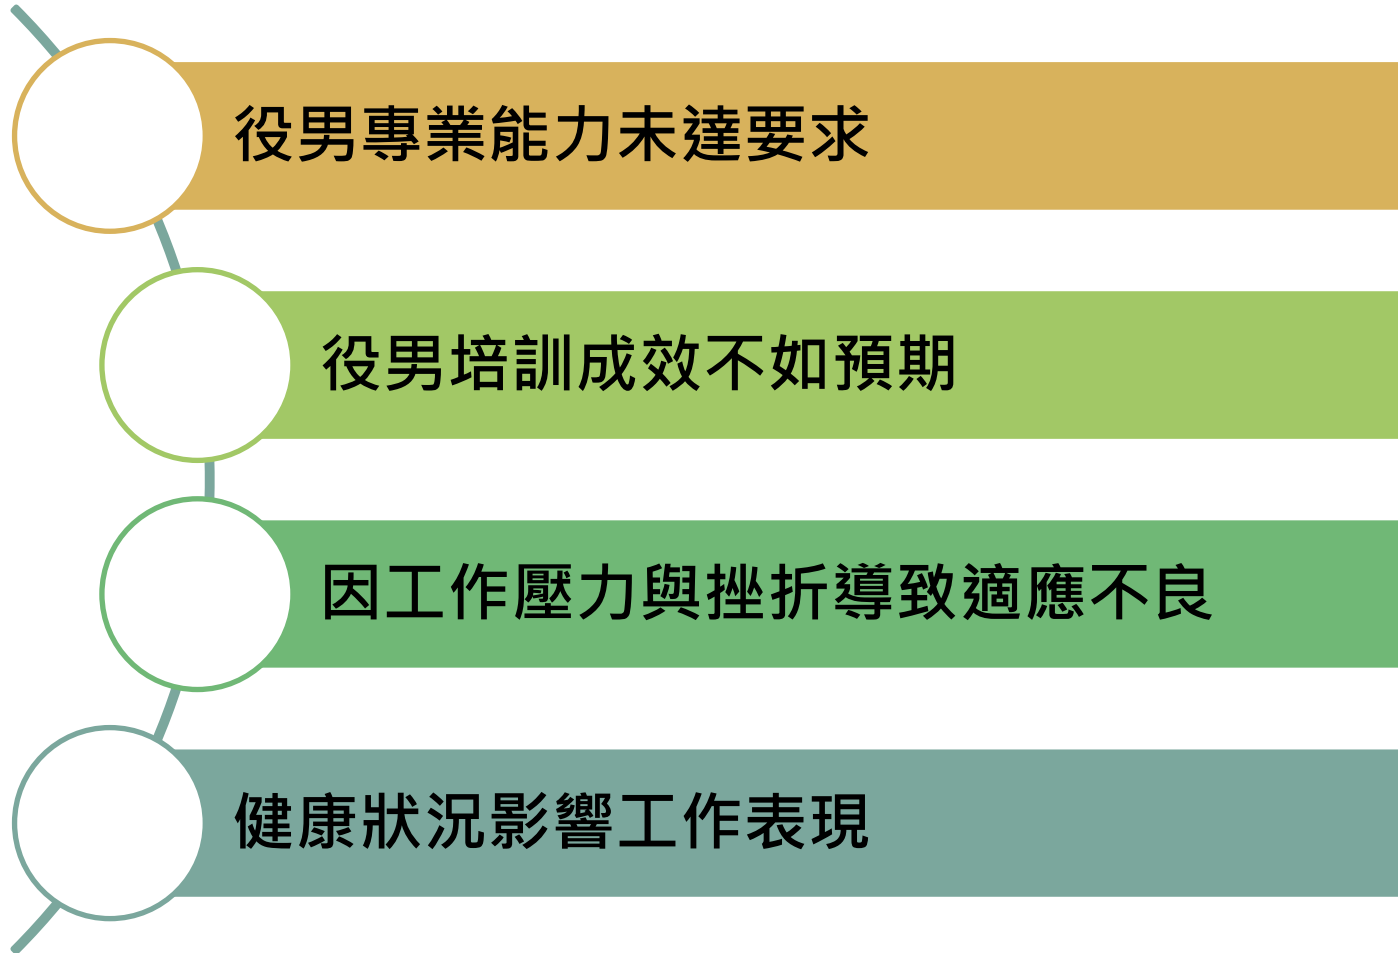 役男專業能力未達要求
役男培訓成效不如預期
因工作壓力與挫折導致適應不良
健康狀況影響工作表現